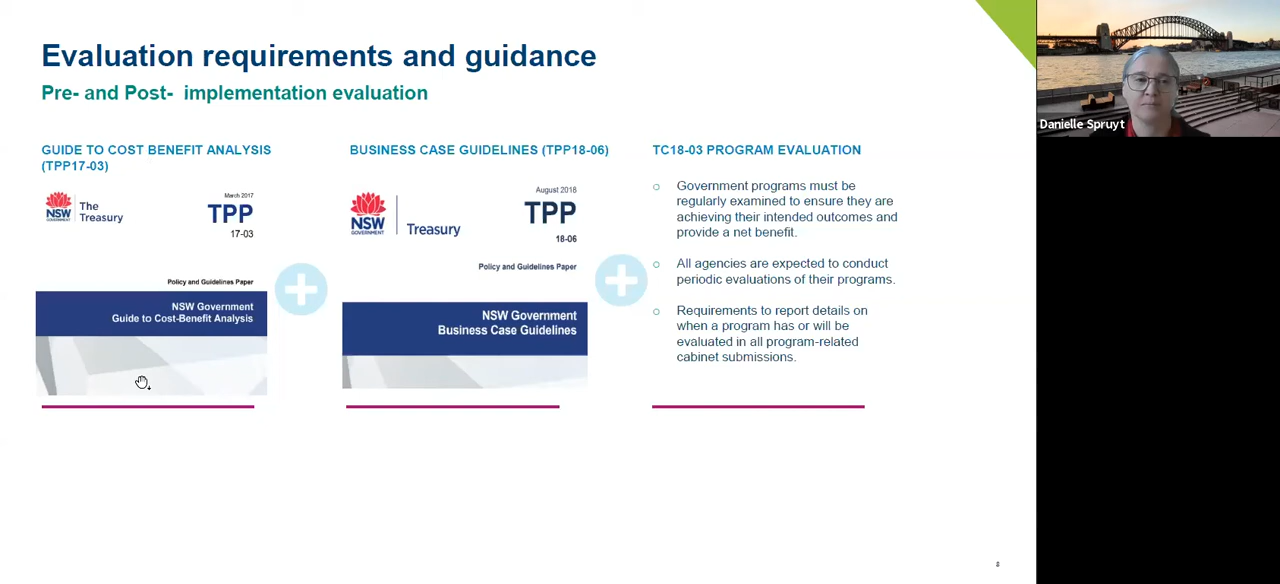 Evaluation requirements and guidance
Pre- and Post- implementation evaluation
GUIDE TO COST BENEFIT ANALYSIS
(TPP17-03)
NSW
GOVERNMENT
The
Treasury
March 2017
TPP
17-03
Policy and Guidelines Paper
NSW Government
Guide to Cost-Benefit Analysis
BUSINESS CASE GUIDELINES (TPP18-06)
NSW
GOVERNMENT
Treasury
August 2018
TPP
18-06
Policy and Guidelines Paper
NSW Government
Business Case Guidelines
TC18-03 PROGRAM EVALUATION
Government programs must be
regularly examined to ensure they are
achieving their intended outcomes and
provide a net benefit.
All agencies are expected to conduct
periodic evaluations of their programs.
Requirements to report details on
when a program has or will be
evaluated in all program-related
cabinet submissions.
8
Danielle Spruyt